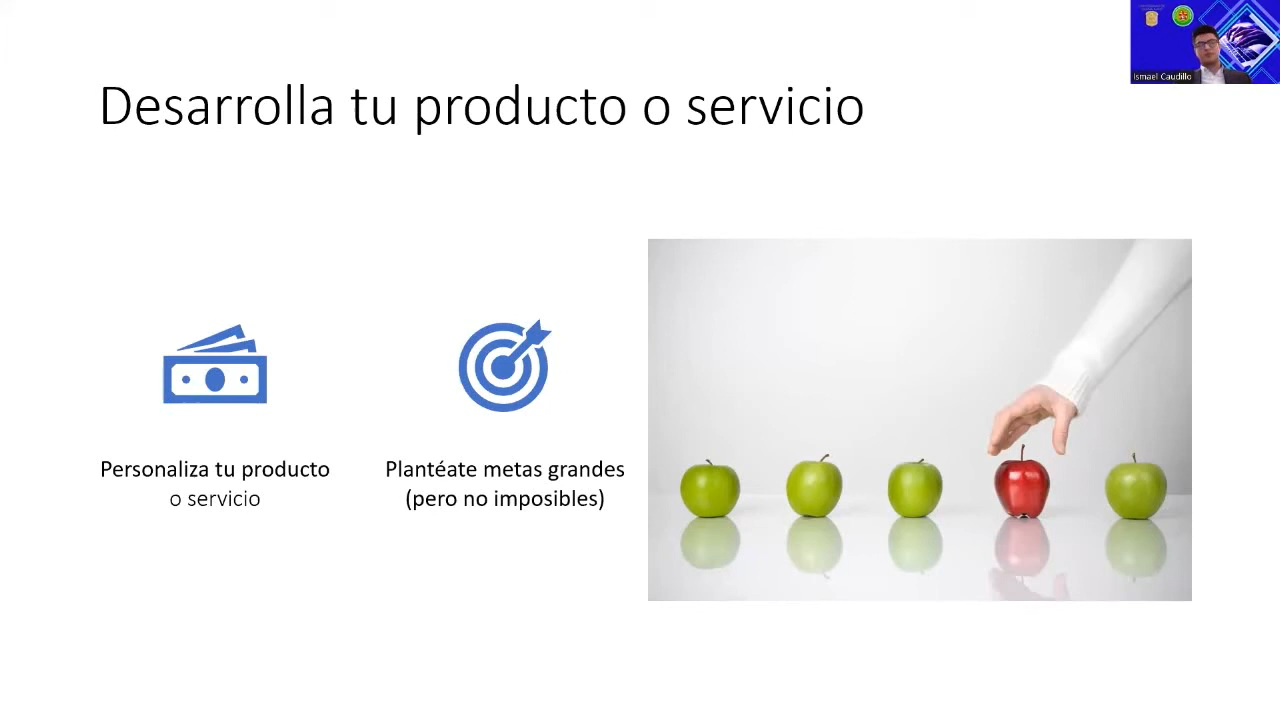 Ismael Caudillo
Desarrolla tu producto o servicio
Personaliza tu producto
o servicio
Plantéate metas grandes
(pero no imposibles)